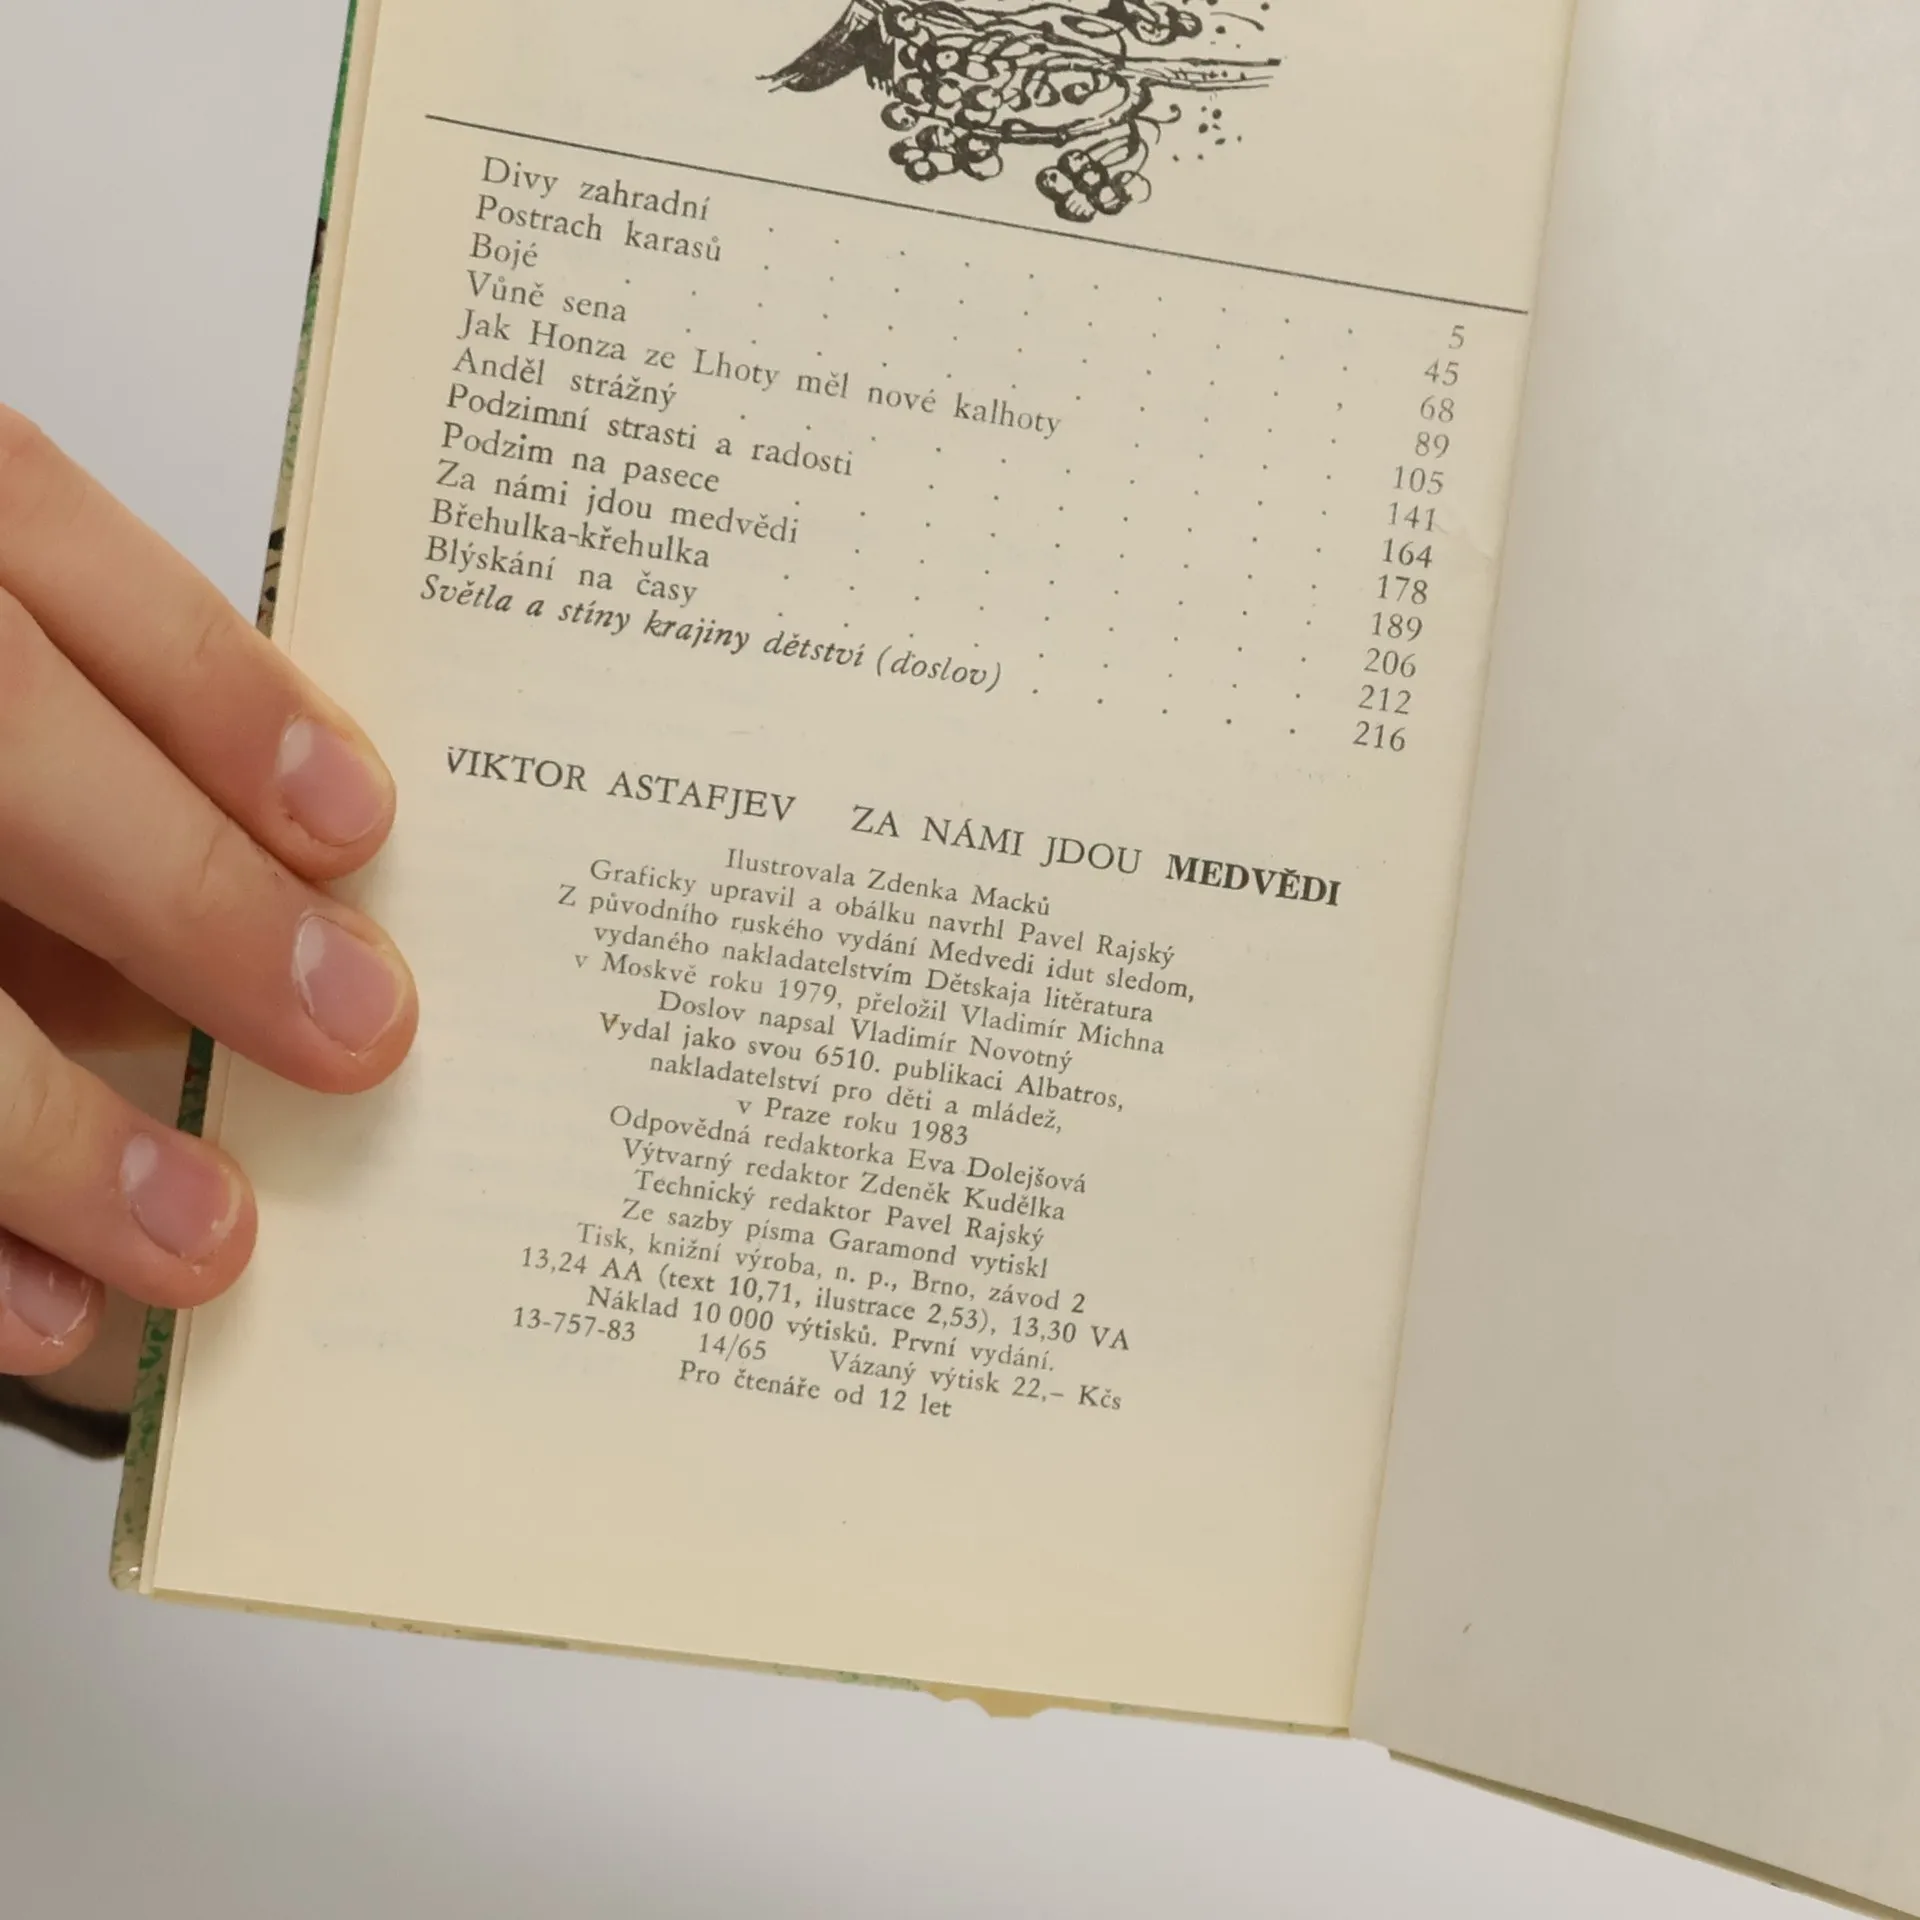 Divy zahradní . . . . . . . . . . 5
Postrach karasů . . . . . . . . . . 45
Bojé . . . . . . . . . . . , 68
Vůně sena . . . . . . . . . . . 89
Jak Honza ze Lhoty měl nové kalhoty . . . . 105
Anděl strážný . . . . . . . . . . 141
Podzimní strasti a radosti . . . . . . . 164
Podzim na pasece . . . . . . . . . 178
Za námi jdou medvědi . . . . . . . . 189
Břehulka-křehulka . . . . . . . . . 206
Blýskání na časy . . . . . . . . . 212
Světla a stíny krajiny dětství (doslov) . . . . . 216
VIKTOR ASTAFJEV ZA NÁMI JDOU MEDVĚDI
Ilustrovala Zdenka Macků
Graficky upravil a obálku navrhl Pavel Rajský
Z původního ruského vydání Medvedi idut sledom,
vydaného nakladatelstvím Dětskaja litěratura
v Moskvě roku 1979, přeložil Vladimír Michna
Doslov napsal Vladimír Novotný
Vydal jako svou 6510. publikaci Albatros,
nakladatelství pro děti a mládež,
v Praze roku 1983
Odpovědná redaktorka Eva Dolejšová
Výtvarný redaktor Zdeněk Kudělka
Technický redaktor Pavel Rajský
Ze sazby písma Garamond vytiskl
Tisk, knižní výroba, n. p., Brno, závod 2
13,24 AA (text 10,71, ilustrace 2,53), 13,30 VA
Náklad 10 000 výtisků. První vydání.
13-757-83 14/65 Vázaný výtisk 22,– Kčs
Pro čtenáře od 12 let